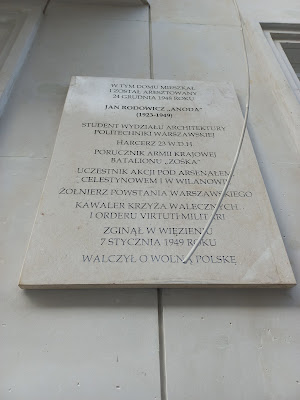 W TYM DOMU MIESZKAŁ
I ZOSTAŁ ARESZTOWANY
24 GRUDNIA 1948 ROKU
JAN RODOWICZ „ANODA”
(1923-1949)
STUDENT WYDZIAŁU ARCHITEKTURY
POLITECHNIKI WARSZAWSKIEJ
HARCERZ 23 W.D.H.
PORUCZNIK ARMII KRAJOWEJ
BATALIONU „ZOŚKA”
UCZESTNIK AKCJI POD ARSENAŁEM,
CELESTYNOWEM I W WILANOWIE
ŻOŁNIERZ POWSTANIA WARSZAWSKIEGO
KAWALER KRZYŻA WALECZNYCH
I ORDERU VIRTUTI MILITARI
ZGINĄŁ W WIĘZIENIU
7 STYCZNIA 1949 ROKU
WALCZYŁ O WOLNĄ POLSKĘ